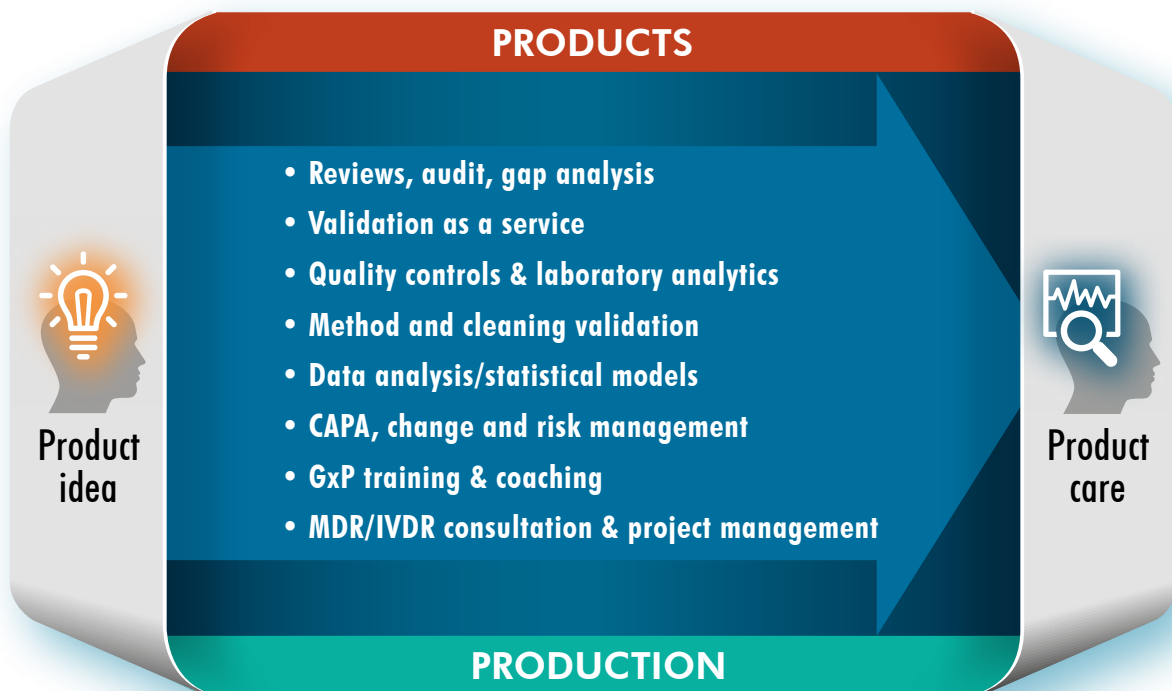 PRODUCTS
• Reviews, audit, gap analysis
• Validation as a service
• Quality controls & laboratory analytics
• Method and cleaning validation
• Data analysis/statistical models
• CAPA, change and risk management
• GxP training & coaching
• MDR/IVDR consultation & project management
Product
idea
Product
care
PRODUCTION